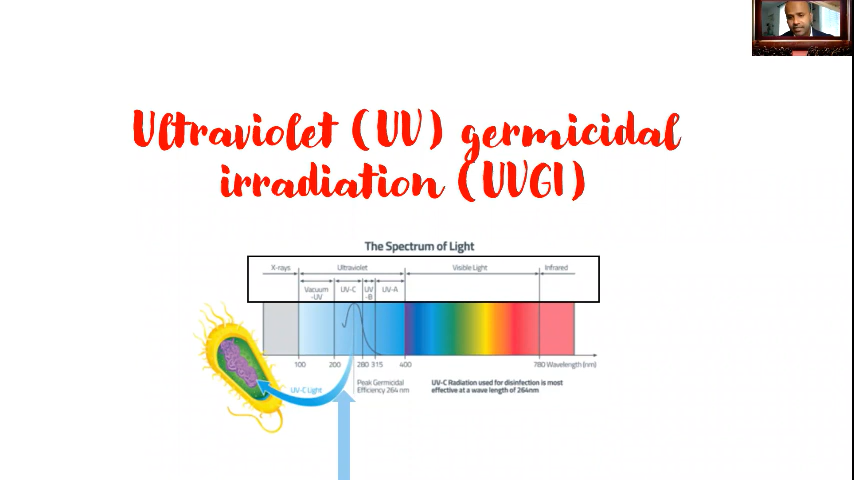 Ultraviolet (UV) germicidal
irradiation (UVGI)
The Spectrum of Light
X-rays Ultraviolet Visible Light Infrared
Vacuum
-UV
UV-C
UV
-B
UV-A
100 200 280 315 400 780 Wavelength (nm)
UV-C Light
Peak Germicidal
Efficiency 264 nm
UV-C Radiation used for disinfection is most
effective at a wave length of 264nm